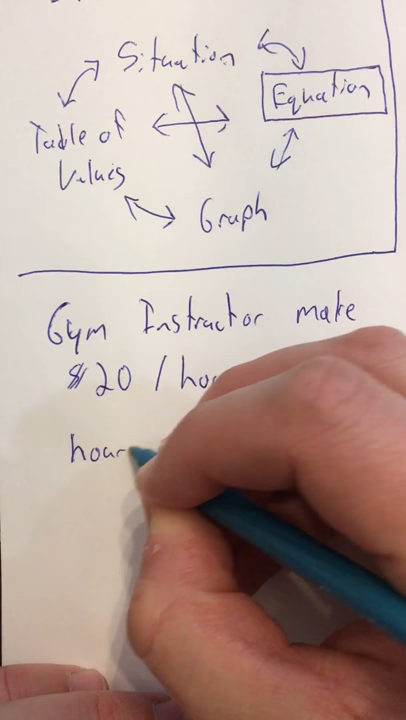 Situation
Equation
Table of
Values
Graph
Gym Instructor make
$20 / ho
hour